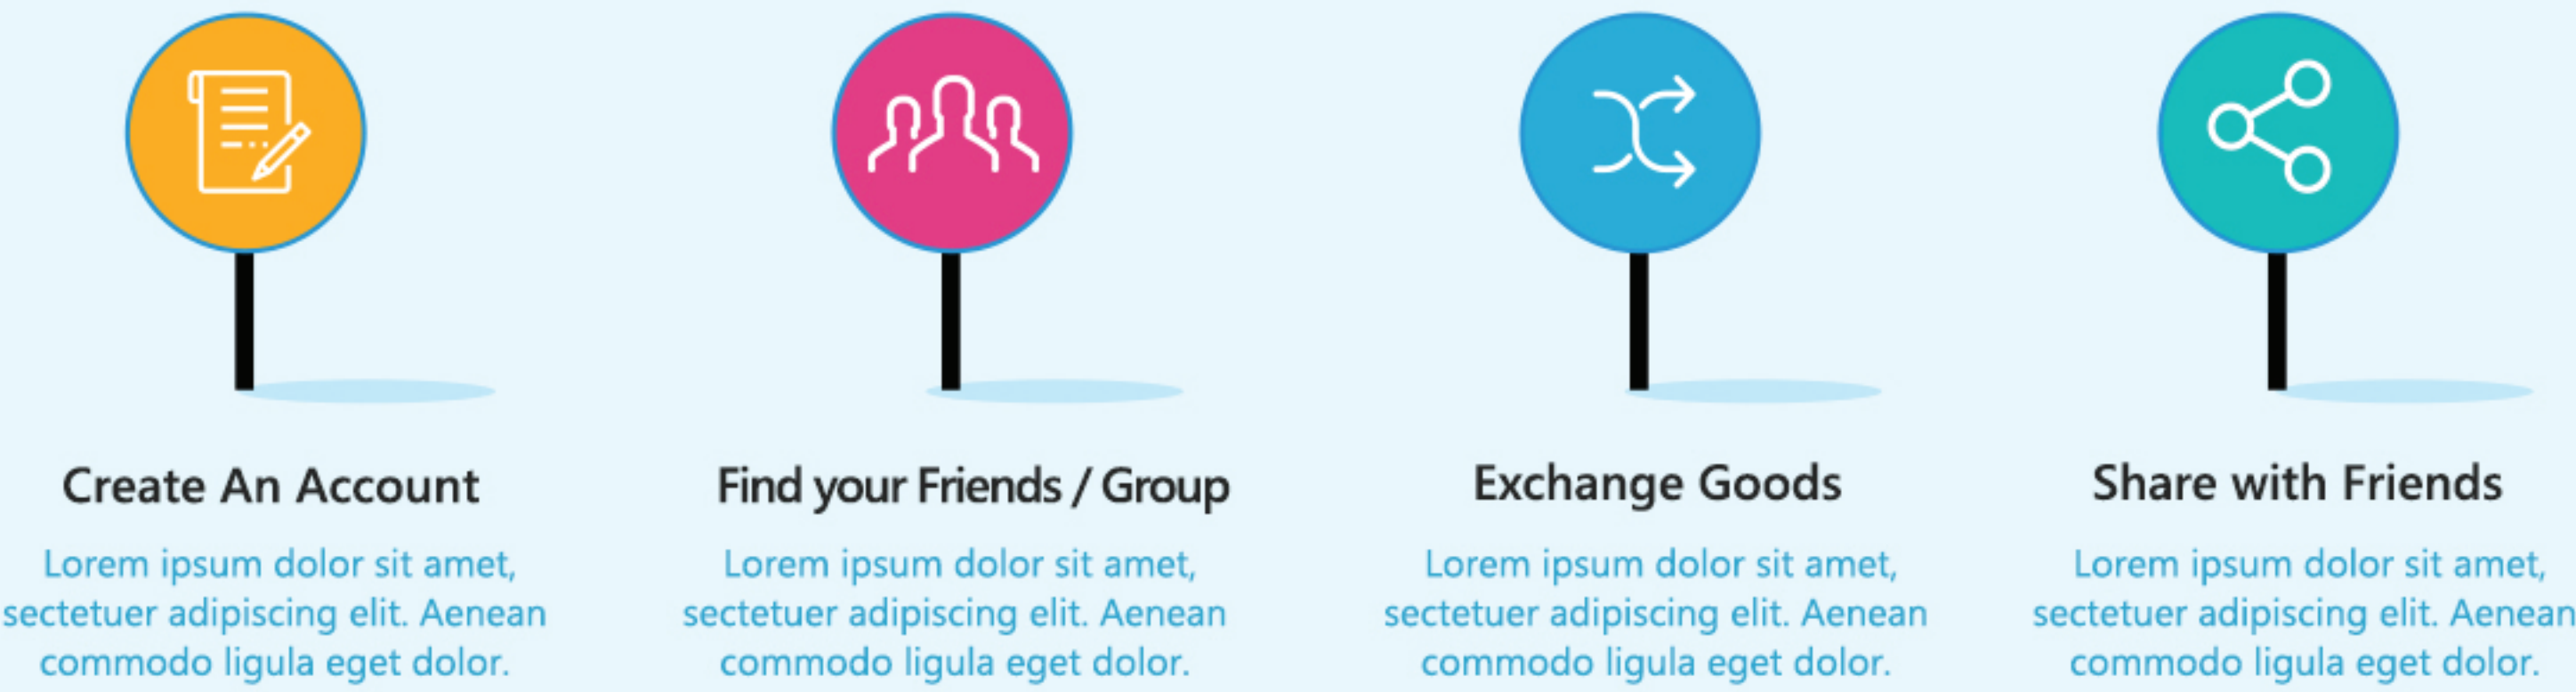 Create An Account
Lorem ipsum dolor sit amet,
sectetuer adipiscing elit. Aenean
commodo ligula eget dolor.
Find your Friends / Group
Lorem ipsum dolor sit amet,
sectetuer adipiscing elit. Aenean
commodo ligula eget dolor.
Exchange Goods
Lorem ipsum dolor sit amet,
sectetuer adipiscing elit. Aenean
commodo ligula eget dolor.
Share with Friends
Lorem ipsum dolor sit amet,
sectetuer adipiscing elit. Aenean
commodo ligula eget dolor.